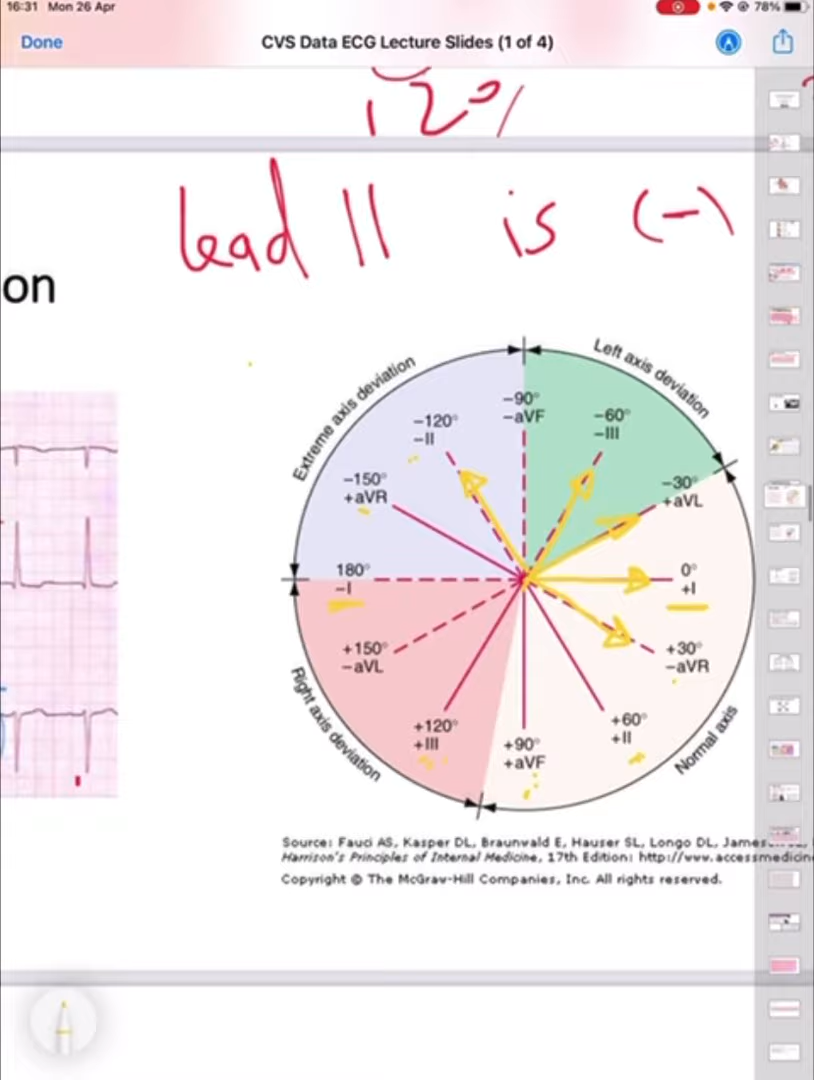 16:31 Mon 26 Apr
78%
Done
CVS Data ECG Lecture Slides (1 of 4)
lead II is (-)
on
Extreme axis deviation
Left axis deviation
-90°
-aVF
-120°
-II
-60°
-III
-150°
+aVR
-30°
+aVL
180°
-I
0°
+I
+150°
-aVL
+30°
-aVR
+120°
+III
+90°
+aVF
+60°
+II
Right axis deviation
Normal axis
Source: Fauci AS, Kasper DL, Braunwald E, Hauser SL, Longo DL,
Harrison's Principles of Internal Medicine, 17th Edition: http://www.accessmedicin
Copyright © The McGraw-Hill Companies, Inc. All rights reserved.